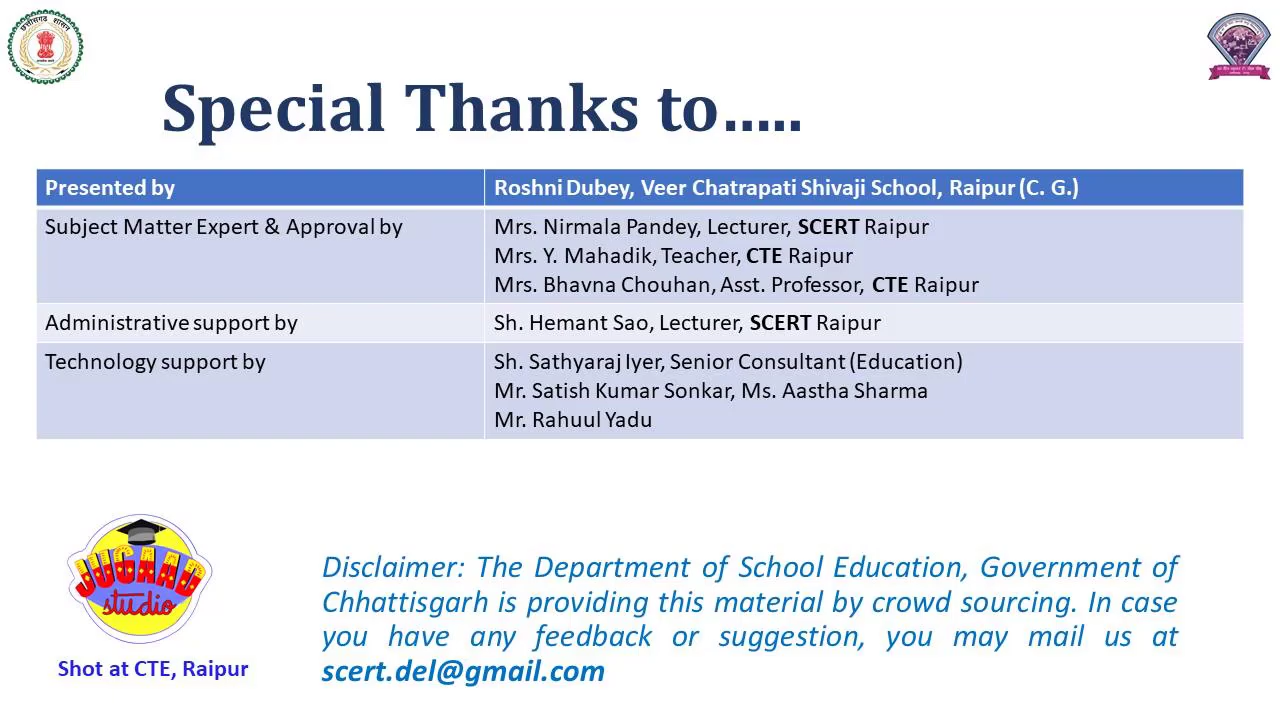 छत्तीसगढ़ शासन
Special Thanks to.....
Presented by
Roshni Dubey, Veer Chatrapati Shivaji School, Raipur (C. G.)
Subject Matter Expert & Approval by
Mrs. Nirmala Pandey, Lecturer, SCERT Raipur
Mrs. Y. Mahadik, Teacher, CTE Raipur
Mrs. Bhavna Chouhan, Asst. Professor, CTE Raipur
Administrative support by
Sh. Hemant Sao, Lecturer, SCERT Raipur
Technology support by
Sh. Sathyaraj Iyer, Senior Consultant (Education)
Mr. Satish Kumar Sonkar, Ms. Aastha Sharma
Mr. Rahuul Yadu
JUGAAD
studio
Shot at CTE, Raipur
Disclaimer: The Department of School Education, Government of
Chhattisgarh is providing this material by crowd sourcing. In case
you have any feedback or suggestion, you may mail us at
scert.del@gmail.com